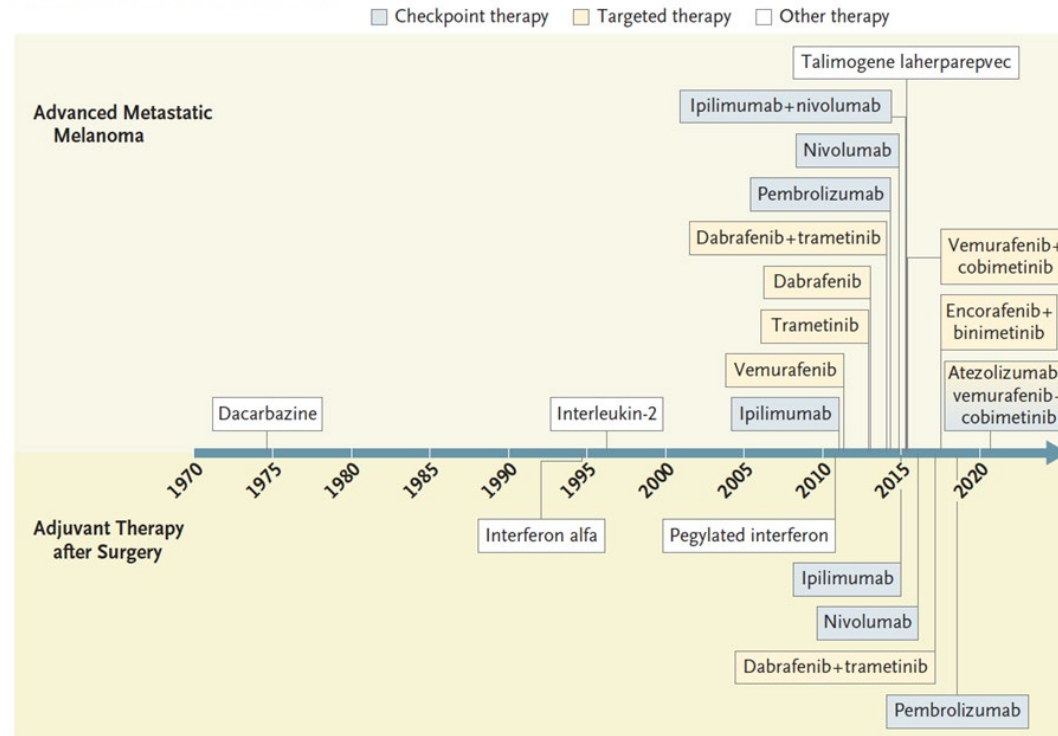 Checkpoint therapy Targeted therapy Other therapy
Advanced Metastatic
Melanoma
Talimogene laherparepvec
Ipilimumab+nivolumab
Nivolumab
Pembrolizumab
Dabrafenib+trametinib
Vemurafenib+
cobimetinib
Dabrafenib
Trametinib
Encorafenib+
binimetinib
Vemurafenib
Atezolizumab
vemurafenib-
cobimetinib
Dacarbazine
Interleukin-2
Ipilimumab
1970 1975 1980 1985 1990 1995 2000 2005 2010 2015 2020
Adjuvant Therapy
after Surgery
Interferon alfa
Pegylated interferon
Ipilimumab
Nivolumab
Dabrafenib+trametinib
Pembrolizumab